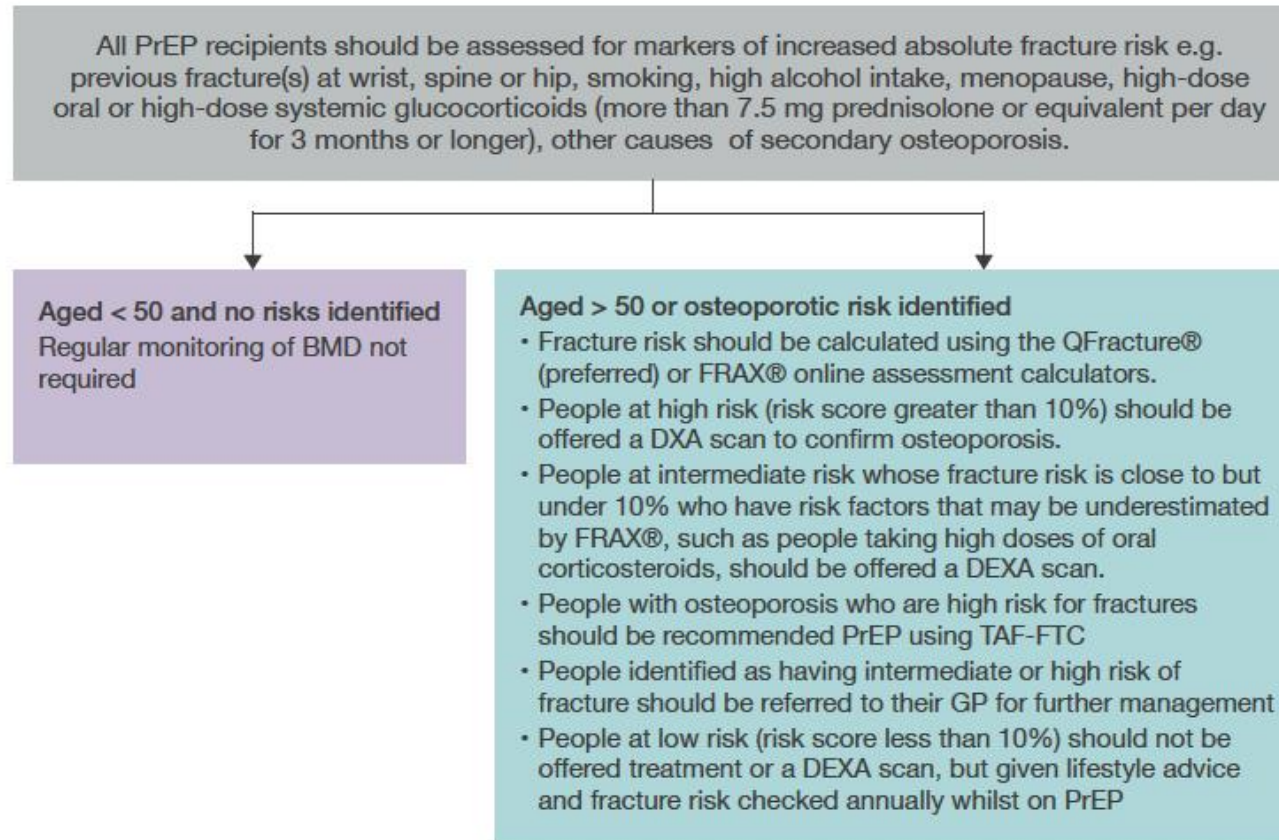 All PrEP recipients should be assessed for markers of increased absolute fracture risk e.g.
previous fracture(s) at wrist, spine or hip, smoking, high alcohol intake, menopause, high-dose
oral or high-dose systemic glucocorticoids (more than 7.5 mg prednisolone or equivalent per day
for 3 months or longer), other causes of secondary osteoporosis.
Aged < 50 and no risks identified
Regular monitoring of BMD not
required
Aged > 50 or osteoporotic risk identified
• Fracture risk should be calculated using the QFracture®
(preferred) or FRAX® online assessment calculators.
• People at high risk (risk score greater than 10%) should be
offered a DXA scan to confirm osteoporosis.
• People at intermediate risk whose fracture risk is close to but
under 10% who have risk factors that may be underestimated
by FRAX®, such as people taking high doses of oral
corticosteroids, should be offered a DEXA scan.
• People with osteoporosis who are high risk for fractures
should be recommended PrEP using TAF-FTC
• People identified as having intermediate or high risk of
fracture should be referred to their GP for further management
• People at low risk (risk score less than 10%) should not be
offered treatment or a DEXA scan, but given lifestyle advice
and fracture risk checked annually whilst on PrEP